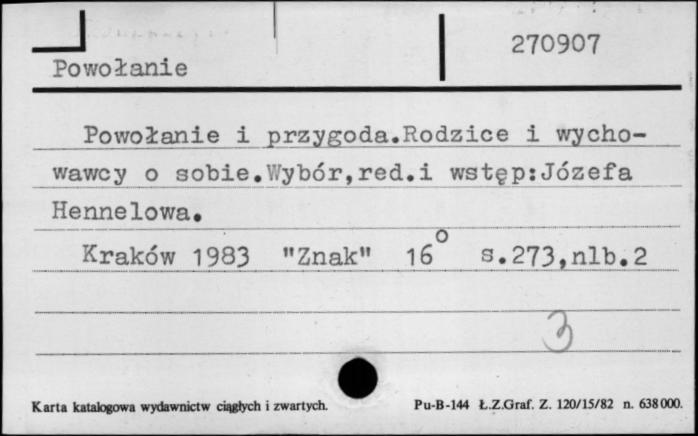 270907
Powołanie
Powołanie i przygoda.Rodzice i wycho-
wawcy o sobie.Wybór,red.i wstęp:Józefa
Hennelowa.
Kraków 1983 "Znak" 16° s.273,nlb.2
3
Karta katalogowa wydawnictw ciągłych i zwartych.
Pu-B-144 Ł.Z.Graf. Z. 120/15/82 n. 638000.